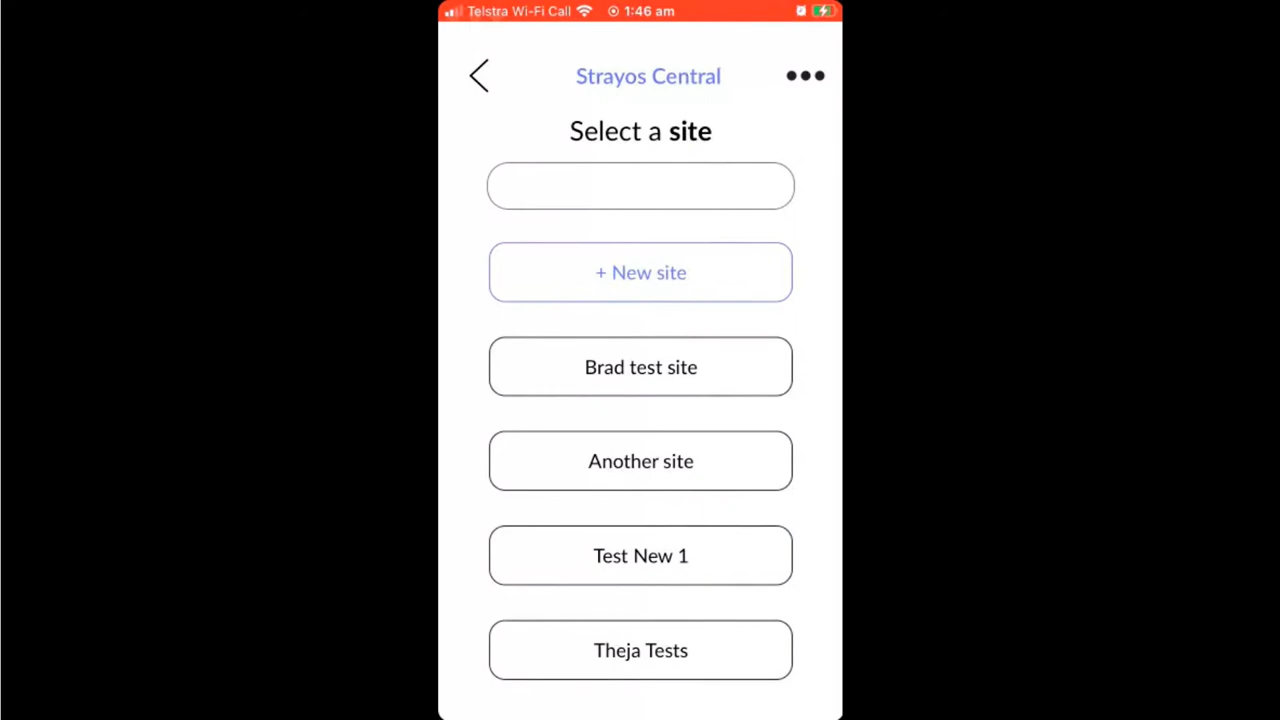 Telstra Wi-Fi Call 1:46 am
Strayos Central
Select a site
+ New site
Brad test site
Another site
Test New 1
Theja Tests